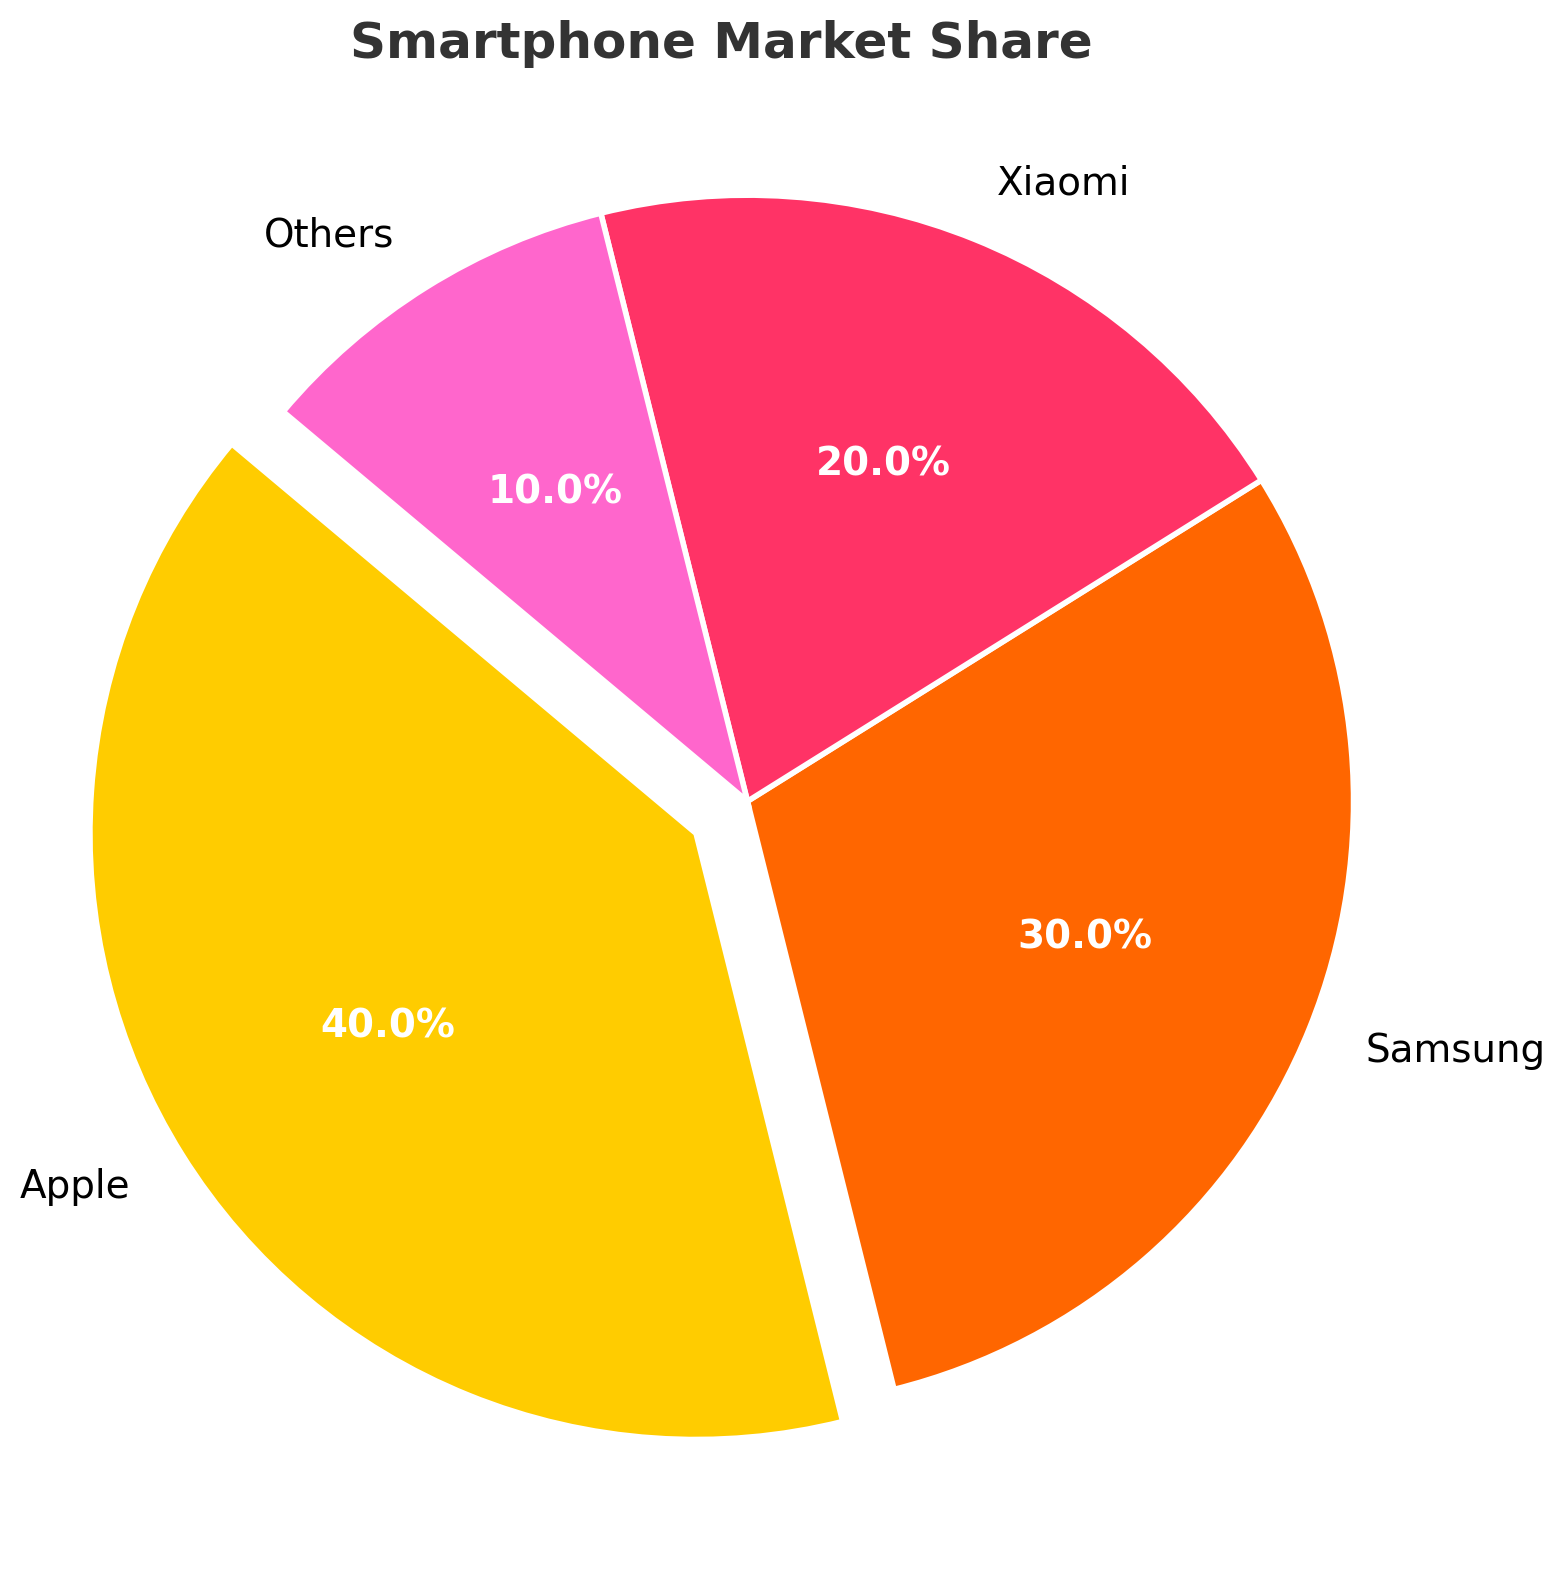 Smartphone Market Share
Xiaomi
Others
20.0%
10.0%
30.0%
40.0%
Samsung
Apple